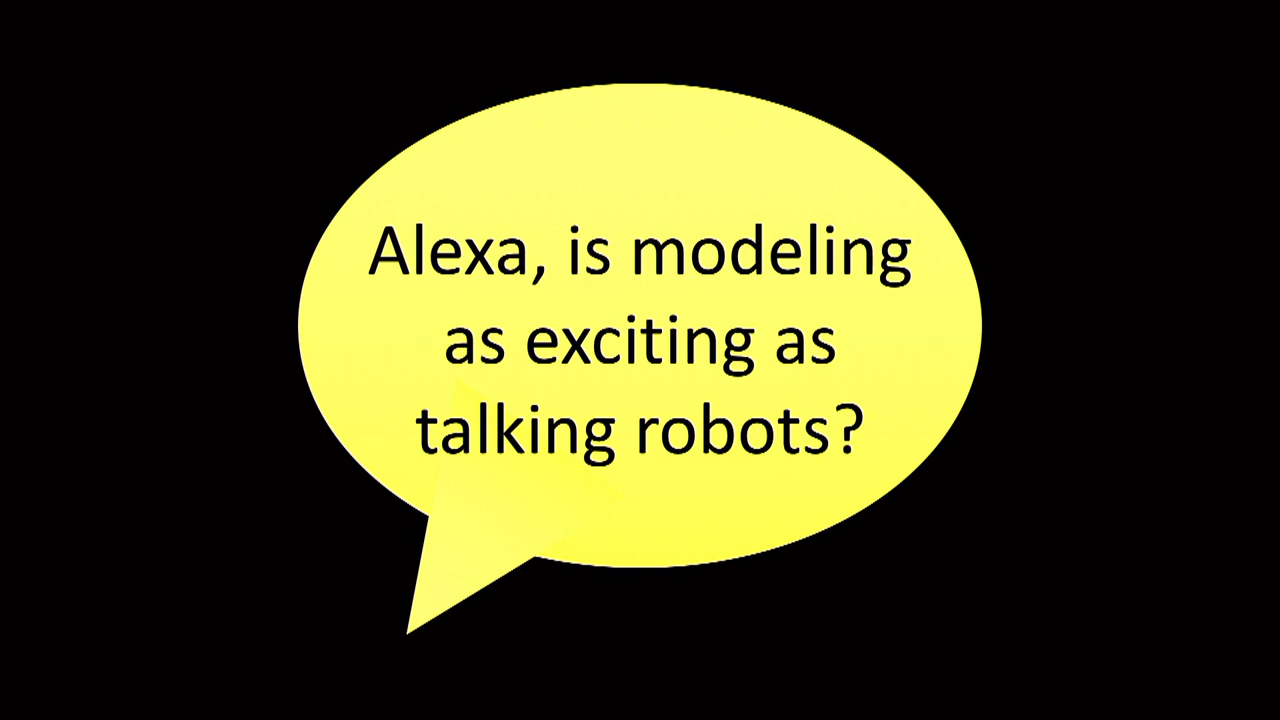 Alexa, is modeling
as exciting as
talking robots?